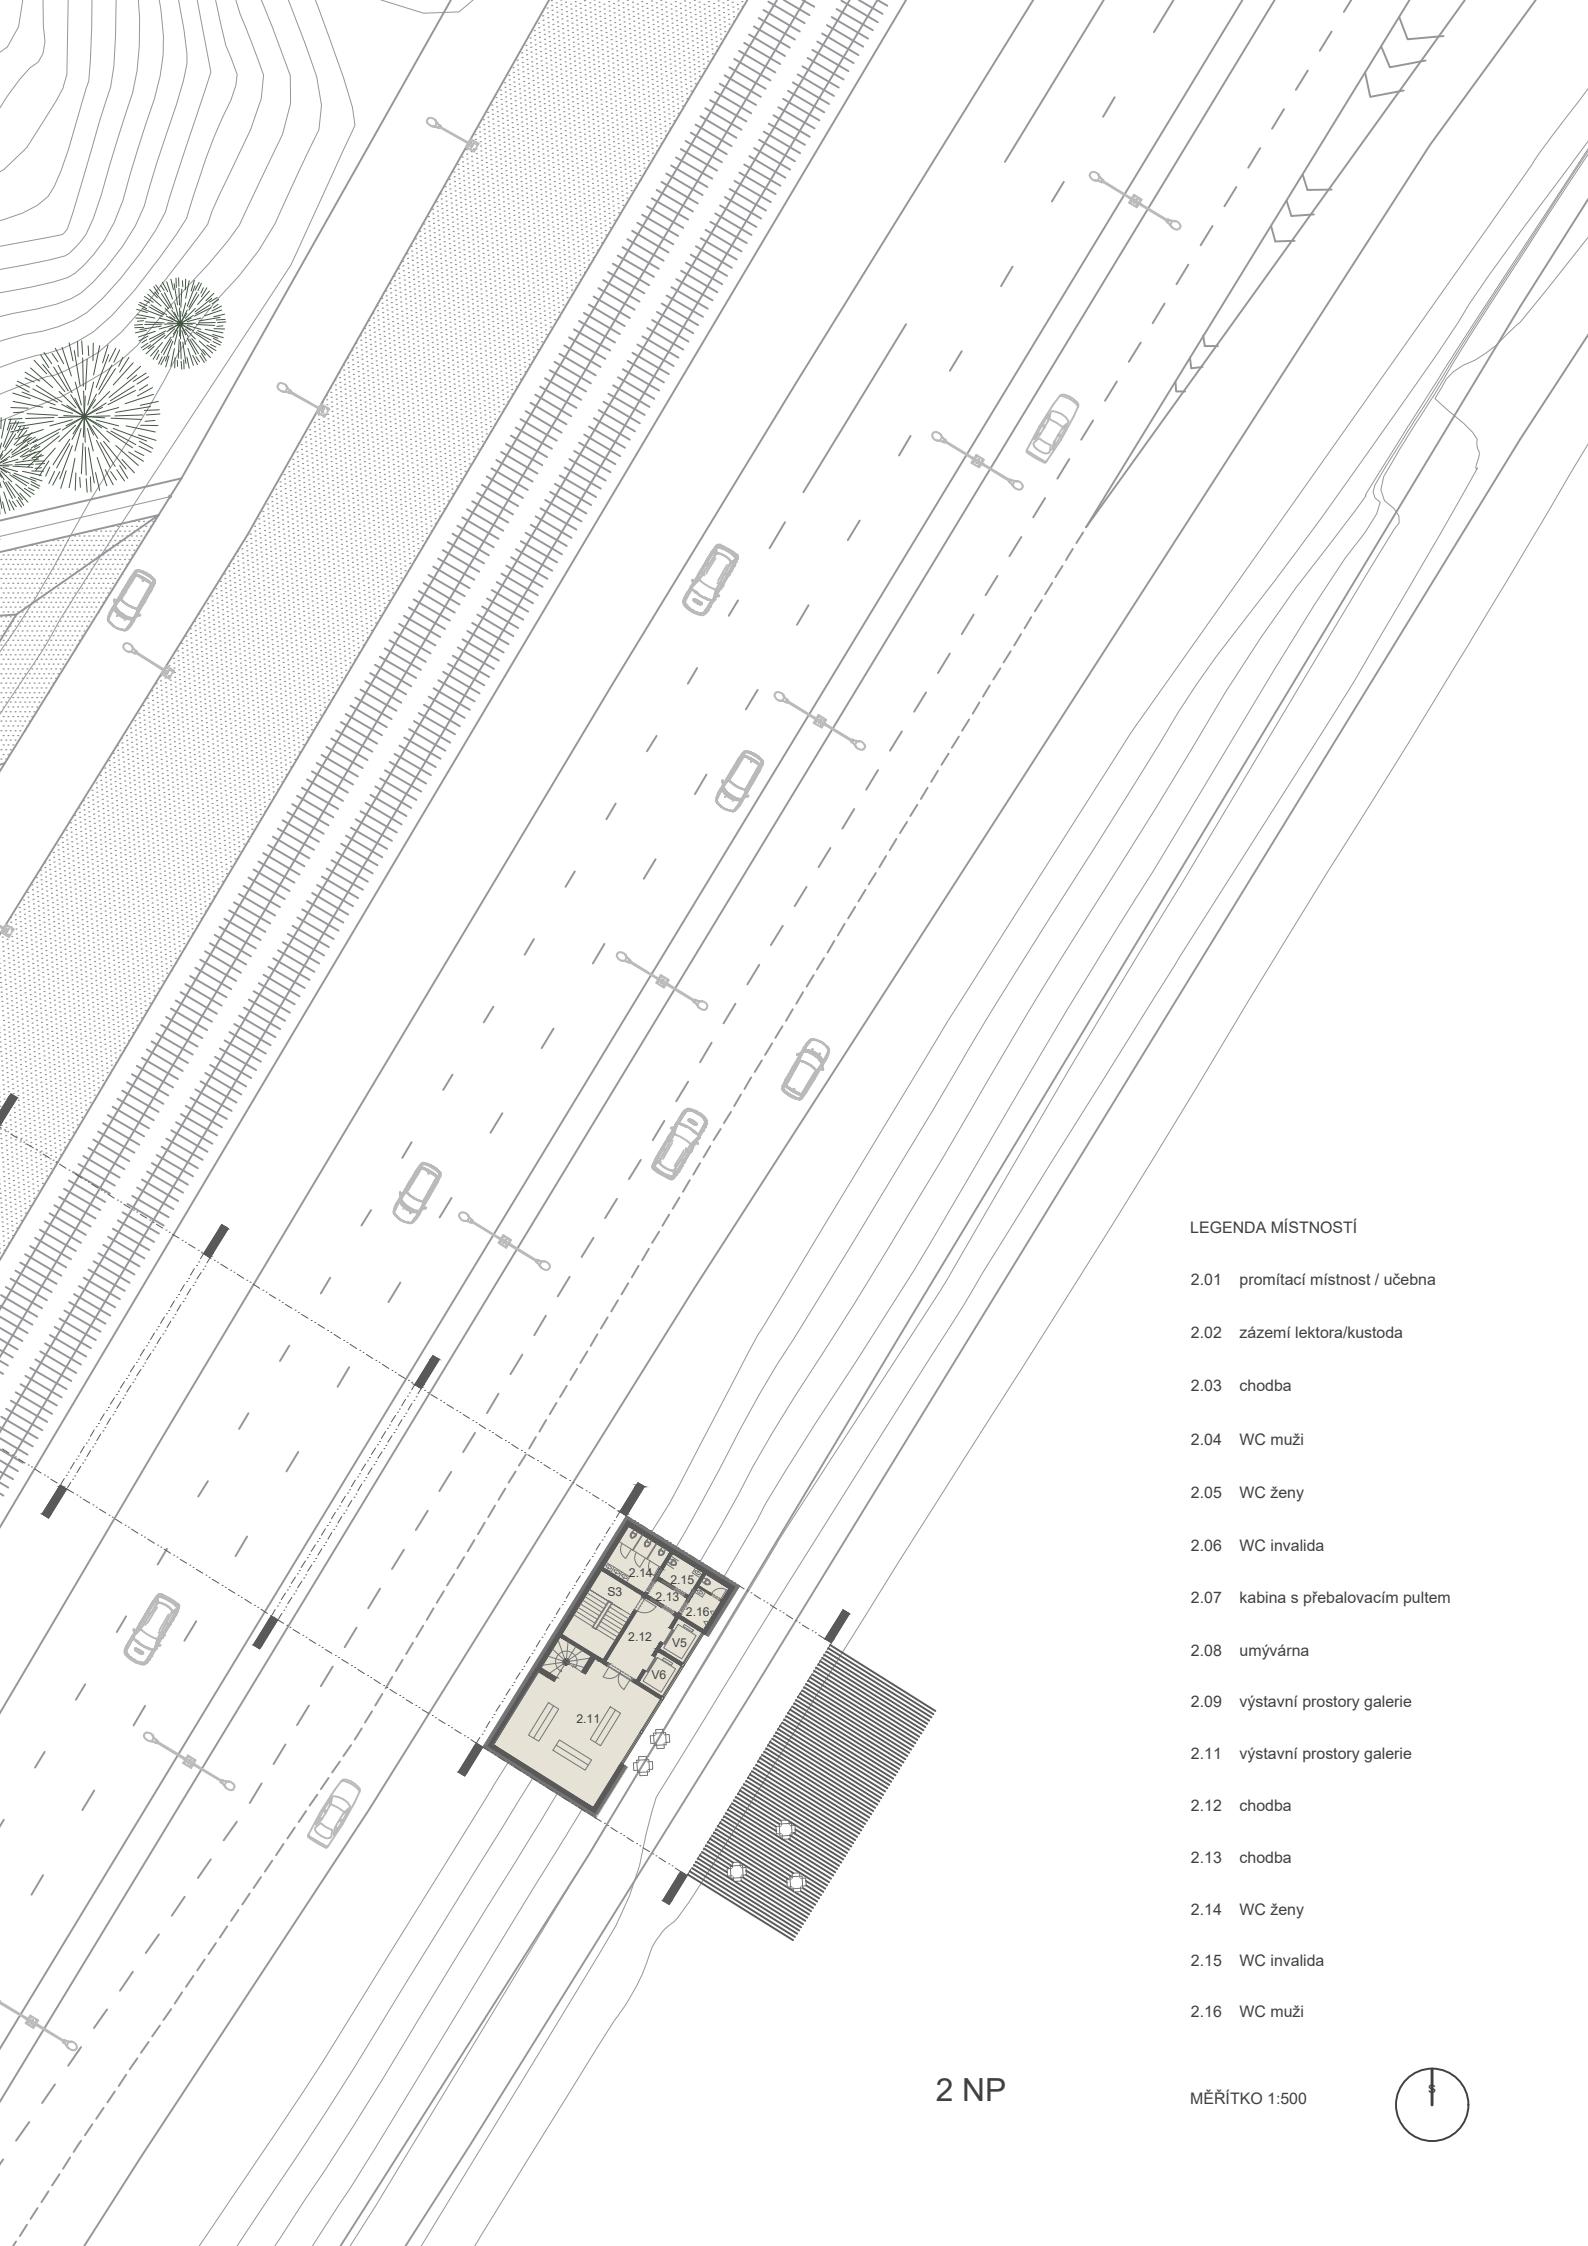 LEGENDA MÍSTNOSTÍ
2.01 promítací místnost / učebna
2.02 zázemí lektora/kustoda
2.03 chodba
2.04 WC muži
2.05 WC ženy
2.06 WC invalida
2.07 kabina s přebalovacím pultem
2.08 umývárna
2.09 výstavní prostory galerie
2.11 výstavní prostory galerie
2.12 chodba
2.13 chodba
2.14 WC ženy
2.15 WC invalida
2.16 WC muži
2.14
2.15
S3
2.13
2.16
2.12
V5
V6
2.11
2 NP
MĚŘÍTKO 1:500
S